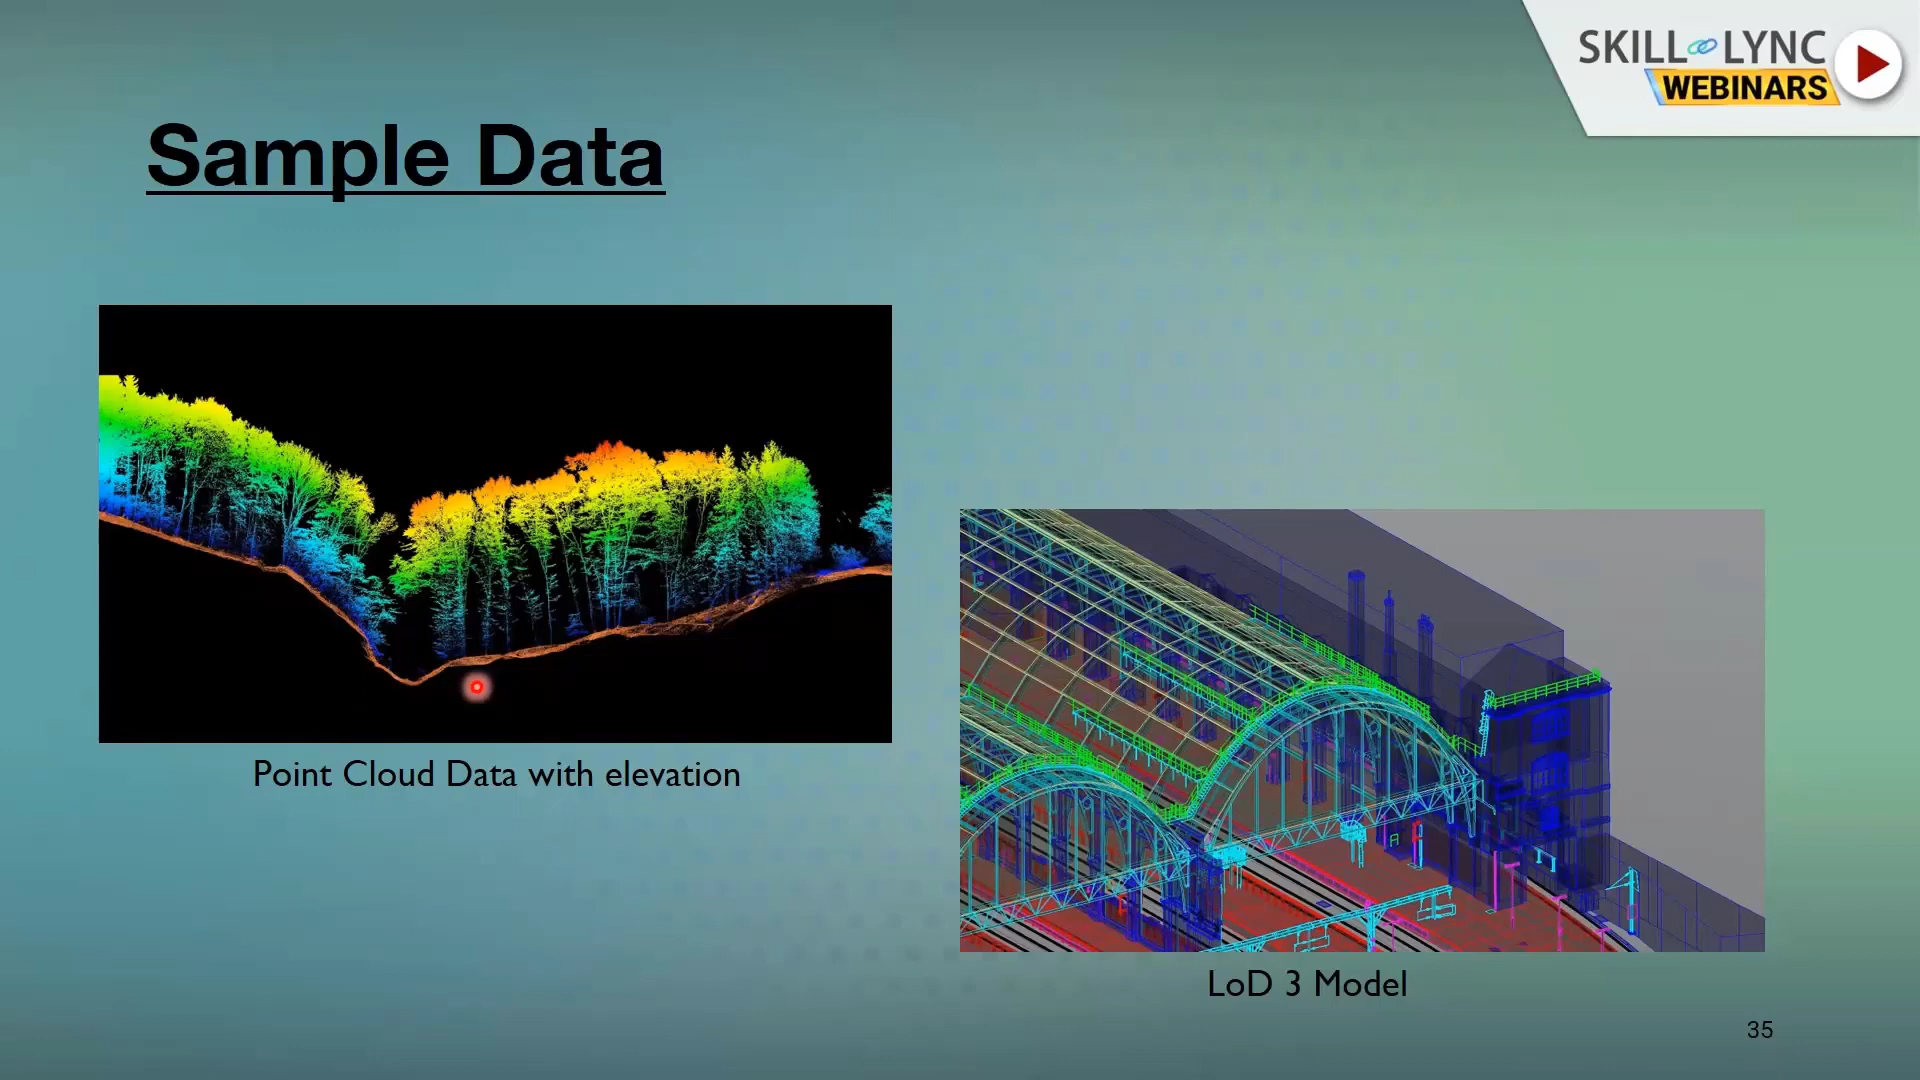 SKILL LYNC
WEBINARS
Sample Data
Point Cloud Data with elevation
LoD 3 Model
35